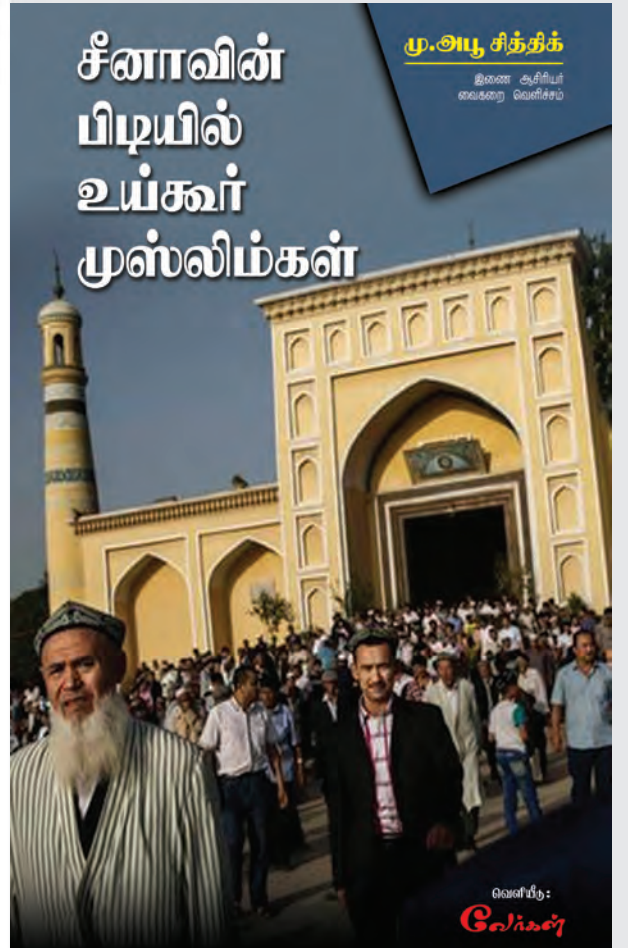 சீனாவின்
பிடியில்
உய்கூர்
முஸ்லிம்கள்
மு.அபூ சித்திக்
இணை ஆசிரியர்
வைகறை வெளிச்சம்
வெளியீடு:
வேர்கள்